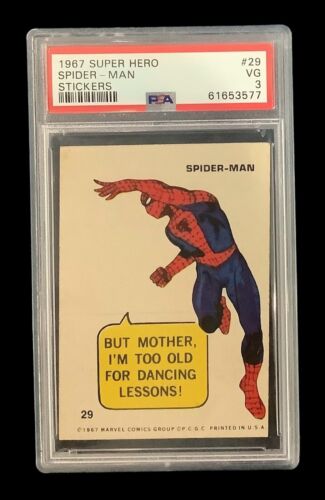 1967 SUPER HERO #29
SPIDER-MAN VG
STICKERS 3
PSA 61653577
SPIDER-MAN
BUT MOTHER,
I'M TOO OLD
FOR DANCING
LESSONS!
29
©1967 MARVEL COMICS GROUP ©P.C.G.C. PRINTED IN U.S.A.